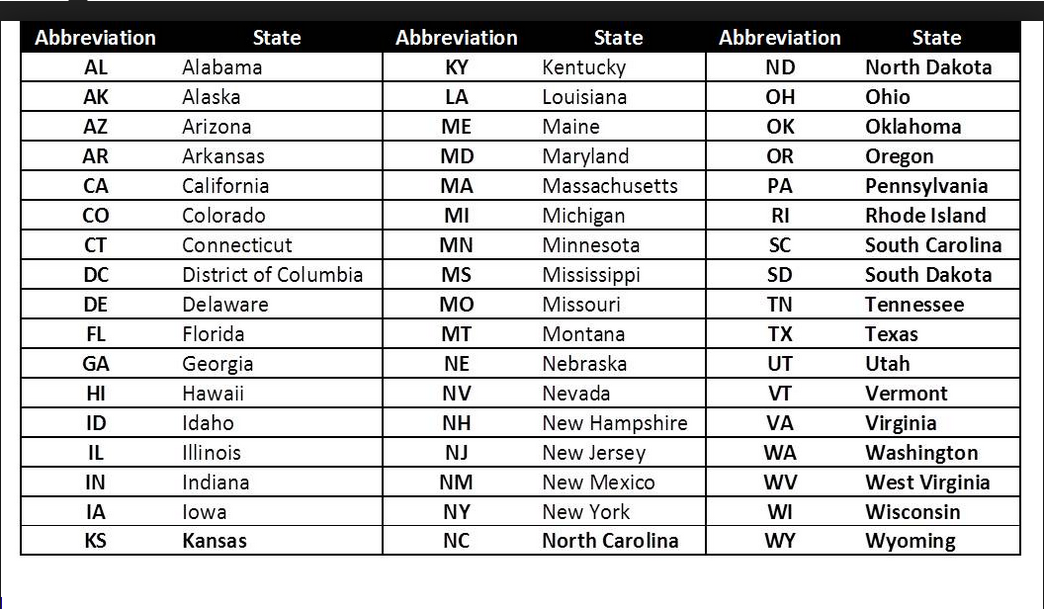 Abbreviation State Abbreviation State Abbreviation State
AL Alabama KY Kentucky ND North Dakota
AK Alaska LA Louisiana OH Ohio
AZ Arizona ME Maine OK Oklahoma
AR Arkansas MD Maryland OR Oregon
CA California MA Massachusetts PA Pennsylvania
CO Colorado MI Michigan RI Rhode Island
CT Connecticut MN Minnesota SC South Carolina
DC District of Columbia MS Mississippi SD South Dakota
DE Delaware MO Missouri TN Tennessee
FL Florida MT Montana TX Texas
GA Georgia NE Nebraska UT Utah
HI Hawaii NV Nevada VT Vermont
ID Idaho NH New Hampshire VA Virginia
IL Illinois NJ New Jersey WA Washington
IN Indiana NM New Mexico WV West Virginia
IA Iowa NY New York WI Wisconsin
KS Kansas NC North Carolina WY Wyoming